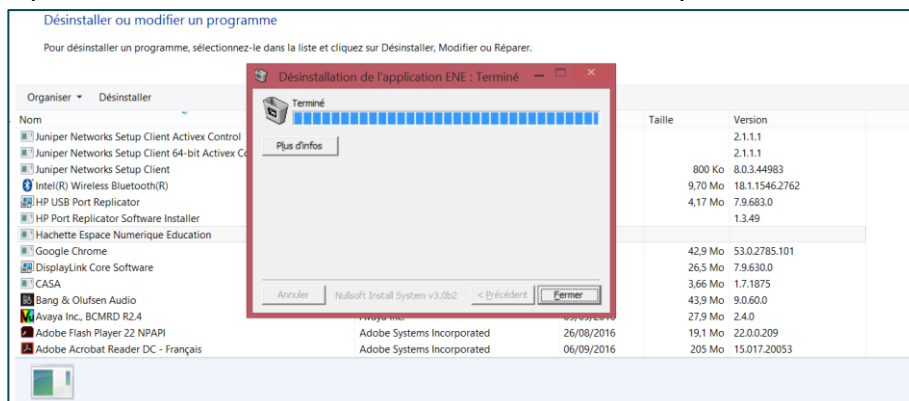 Désinstaller ou modifier un programme
Pour désinstaller un programme, sélectionnez-le dans la liste et cliquez sur Désinstaller, Modifier ou Réparer.
Désinstallation de l'application ENE : Terminé
Organiser Désinstaller
Terminé
Plus d'infos
Nom Taille Version
Juniper Networks Setup Client Activex Control 2.1.1.1
Juniper Networks Setup Client 64-bit Activex 2.1.1.1
Juniper Networks Setup Client 800 Ko 8.0.3.44983
Intel(R) Wireless Bluetooth(R) 9,70 Mo 18.1.1546.2762
HP USB Port Replicator 4,17 Mo 7.9.683.0
HP Port Replicator Software Installer 1.3.49
Hachette Espace Numerique Education
Google Chrome 42,9 Mo 53.0.2785.101
DisplayLink Core Software 26,5 Mo 7.9.630.0
CASA 3,66 Mo 1.7.1875
Annuler Nullsoft Install System v3.0b2 < Précédent Fermer
Bang & Olufsen Audio 43,9 Mo 9.0.60.0
Avaya Inc., BCMRD R2.4 27,9 Mo 2.4.0
Adobe Flash Player 22 NPAPI Adobe Systems Incorporated 26/08/2016 19,1 Mo 22.0.0.209
Adobe Acrobat Reader DC - Français Adobe Systems Incorporated 06/09/2016 205 Mo 15.017.20053